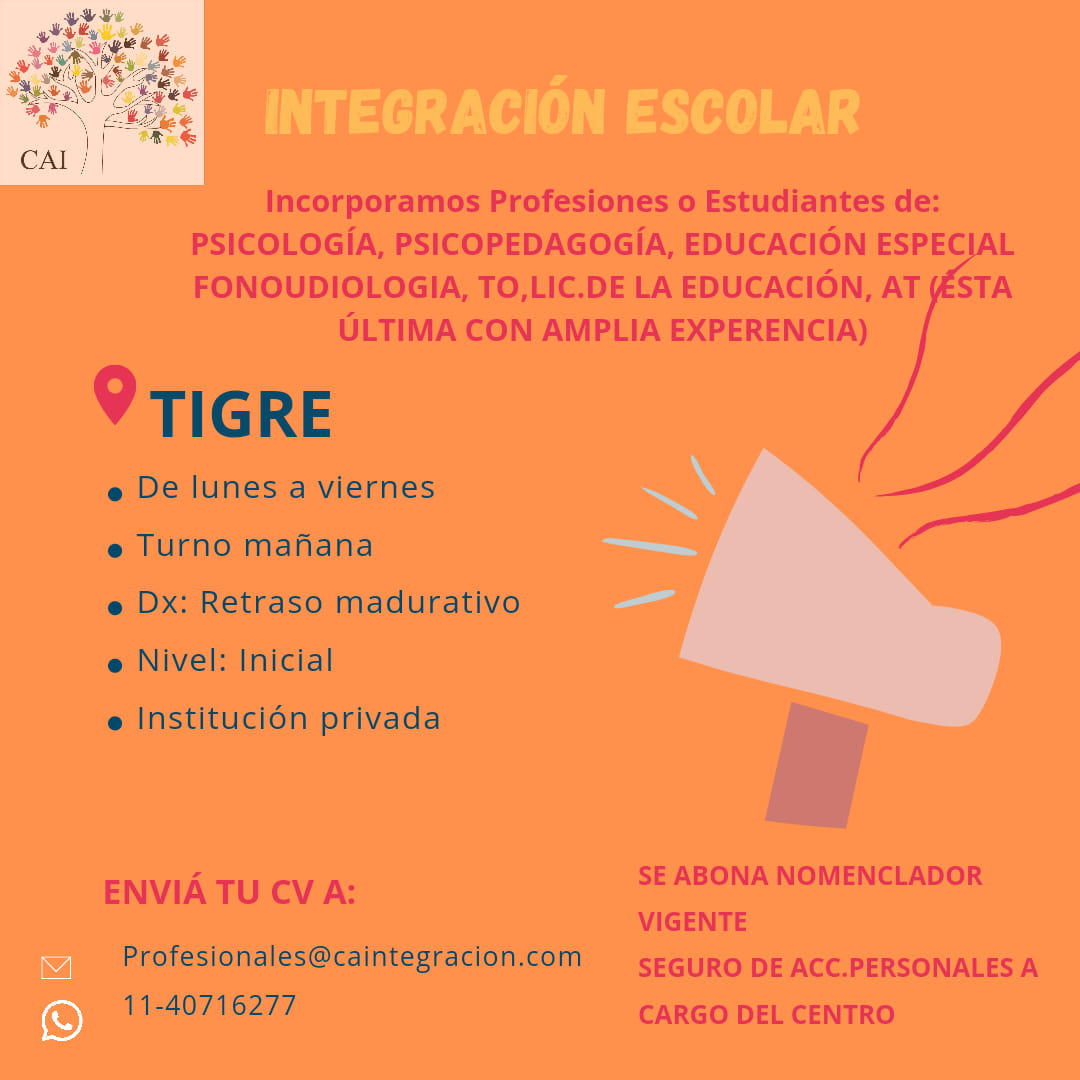 CAI
INTEGRACIÓN ESCOLAR
Incorporamos Profesiones o Estudiantes de:
PSICOLOGÍA, PSICOPEDAGOGÍA, EDUCACIÓN ESPECIAL
FONOUDIOLOGIA, TO,LIC.DE LA EDUCACIÓN, AT (ÉSTA
ÚLTIMA CON AMPLIA EXPERENCIA)
TIGRE
De lunes a viernes
Turno mañana
Dx: Retraso madurativo
Nivel: Inicial
Institución privada
ENVIÁ TU CV A:
Profesionales@caintegracion.com
11-40716277
SE ABONA NOMENCLADOR
VIGENTE
SEGURO DE ACC.PERSONALES A
CARGO DEL CENTRO